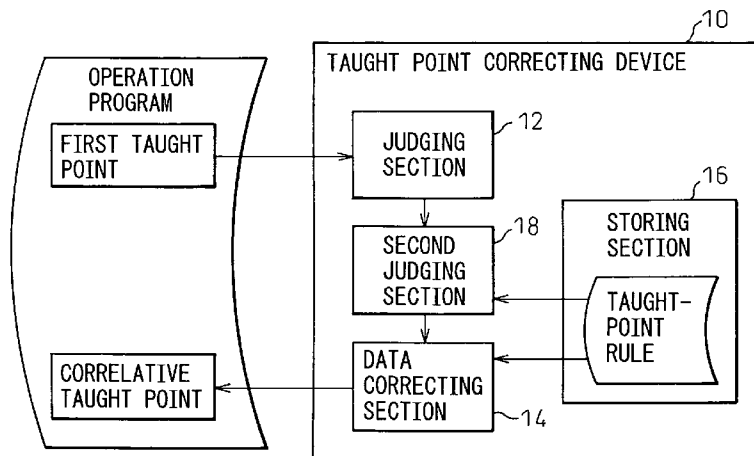 10
OPERATION
PROGRAM
FIRST TAUGHT
POINT
CORRELATIVE
TAUGHT POINT
TAUGHT POINT CORRECTING DEVICE
12
JUDGING
SECTION
18
SECOND
JUDGING
SECTION
DATA
CORRECTING
SECTION
14
16
STORING
SECTION
TAUGHT-
POINT
RULE